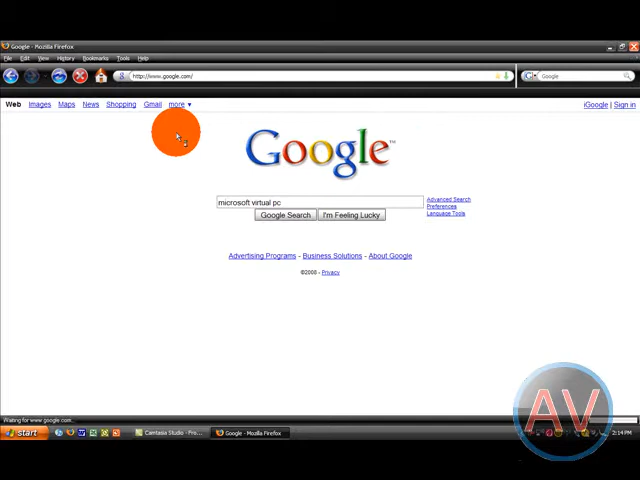 Google - Mozilla Firefox
File Edit View History Bookmarks Tools Help
http://www.google.com/
Google
Web Images Maps News Shopping Gmail more ▼
iGoogle | Sign in
Google™
microsoft virtual pc
Advanced Search
Preferences
Language Tools
Google Search I'm Feeling Lucky
Advertising Programs - Business Solutions - About Google
©2008 - Privacy
AV
Waiting for www.google.com...
start
Camtasia Studio - Pro...
Google - Mozilla Firefox
2:14 PM